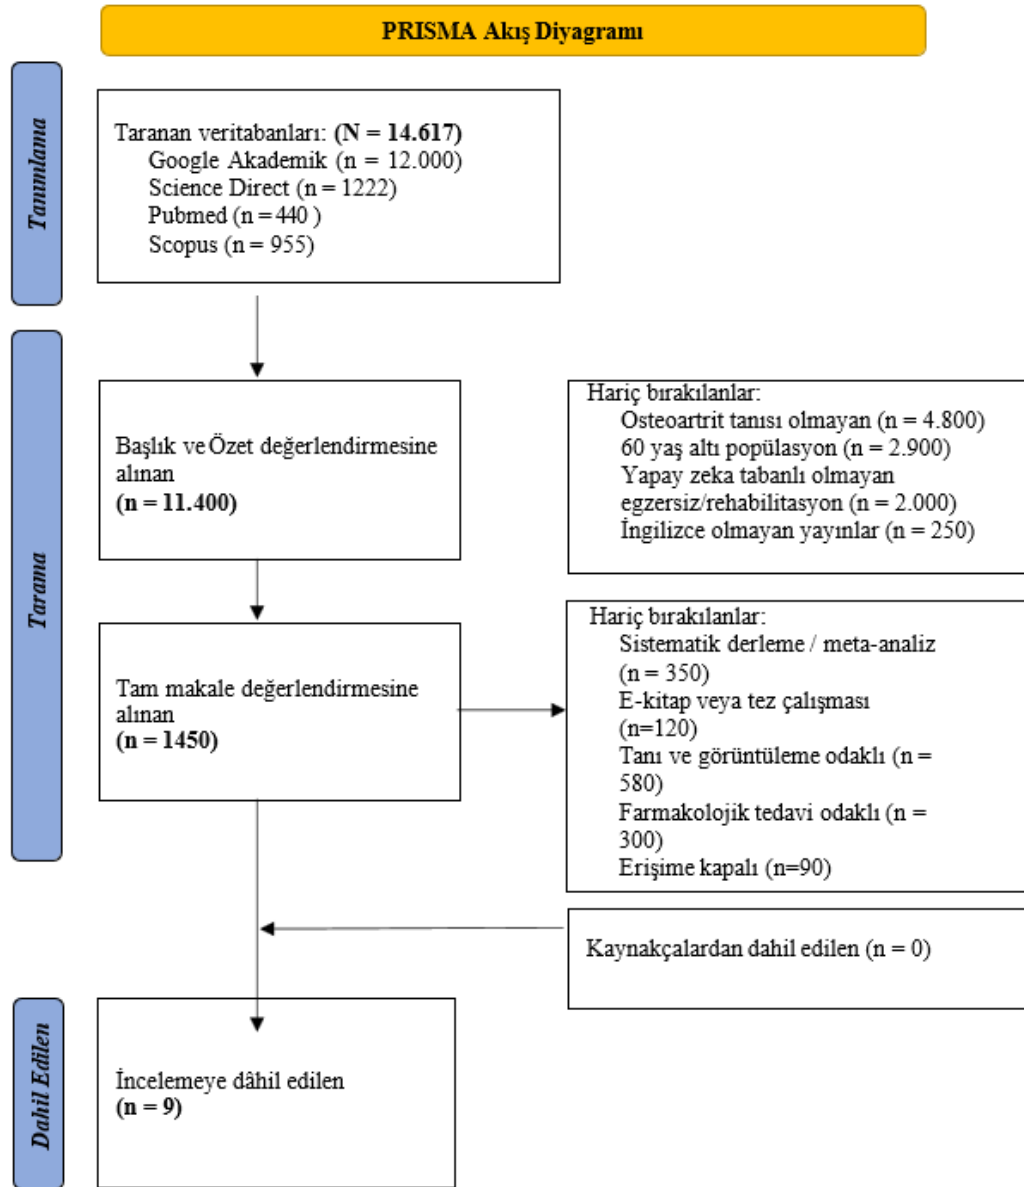 PRISMA Akış Diyagramı
Tanımlama
Taranan veritabanları: (N = 14.617)
Google Akademik (n = 12.000)
Science Direct (n = 1222)
Pubmed (n = 440 )
Scopus (n = 955)
Tarama
Başlık ve Özet değerlendirmesine
alınan
(n = 11.400)
Hariç bırakılanlar:
Osteoartrit tanısı olmayan (n = 4.800)
60 yaş altı popülasyon (n = 2.900)
Yapay zeka tabanlı olmayan
egzersiz/rehabilitasyon (n = 2.000)
İngilizce olmayan yayınlar (n = 250)
Tam makale değerlendirmesine
alınan
(n = 1450)
Hariç bırakılanlar:
Sistematik derleme / meta-analiz
(n = 350)
E-kitap veya tez çalışması
(n=120)
Tanı ve görüntüleme odaklı (n =
580)
Farmakolojik tedavi odaklı (n =
300)
Erişime kapalı (n=90)
Kaynakçalardan dahil edilen (n = 0)
Dahil Edilen
İncelemeye dâhil edilen
(n = 9)